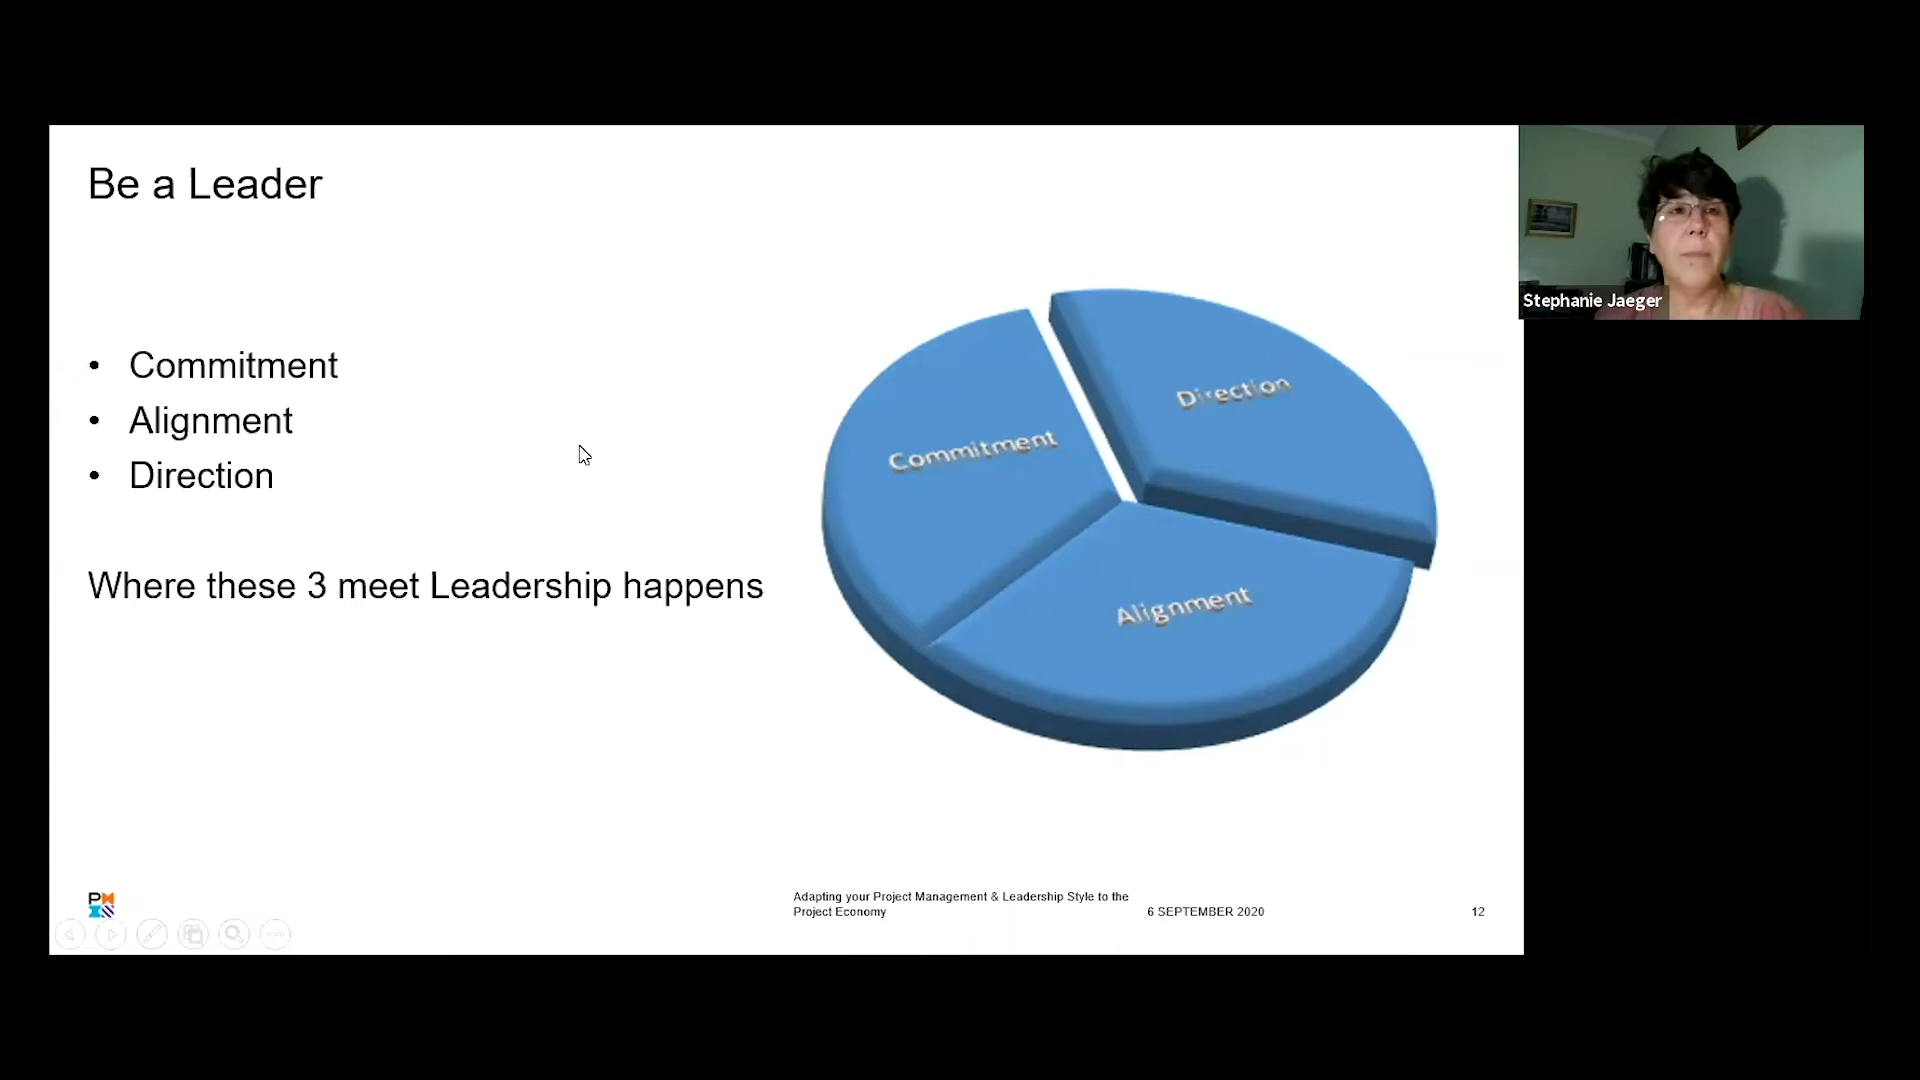 Be a Leader
• Commitment
• Alignment
• Direction
Where these 3 meet Leadership happens
Direction
Commitment
Alignment
Stephanie Jaeger
PM
Adapting your Project Management & Leadership Style to the
Project Economy
6 SEPTEMBER 2020
12